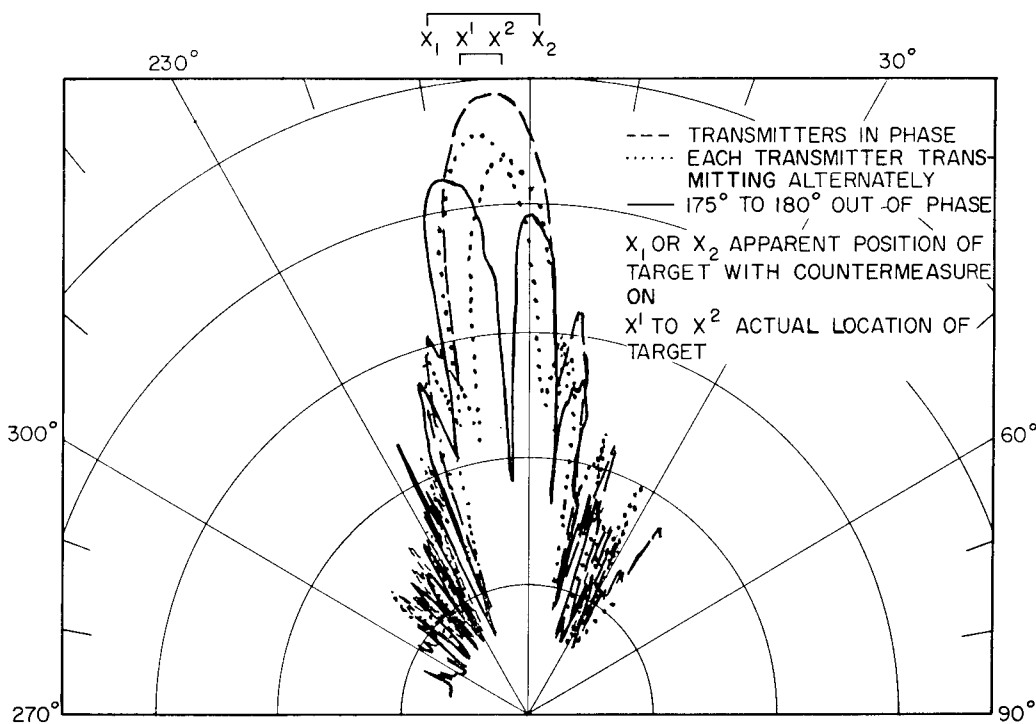 X₁ X¹ X² X₂
230° 30°
--- TRANSMITTERS IN PHASE
..... EACH TRANSMITTER TRANS-
MITTING ALTERNATELY
— 175° TO 180° OUT OF PHASE
X₁ OR X₂ APPARENT POSITION OF
TARGET WITH COUNTERMEASURE
ON
X¹ TO X² ACTUAL LOCATION OF
TARGET
300° 60°
270° 90°